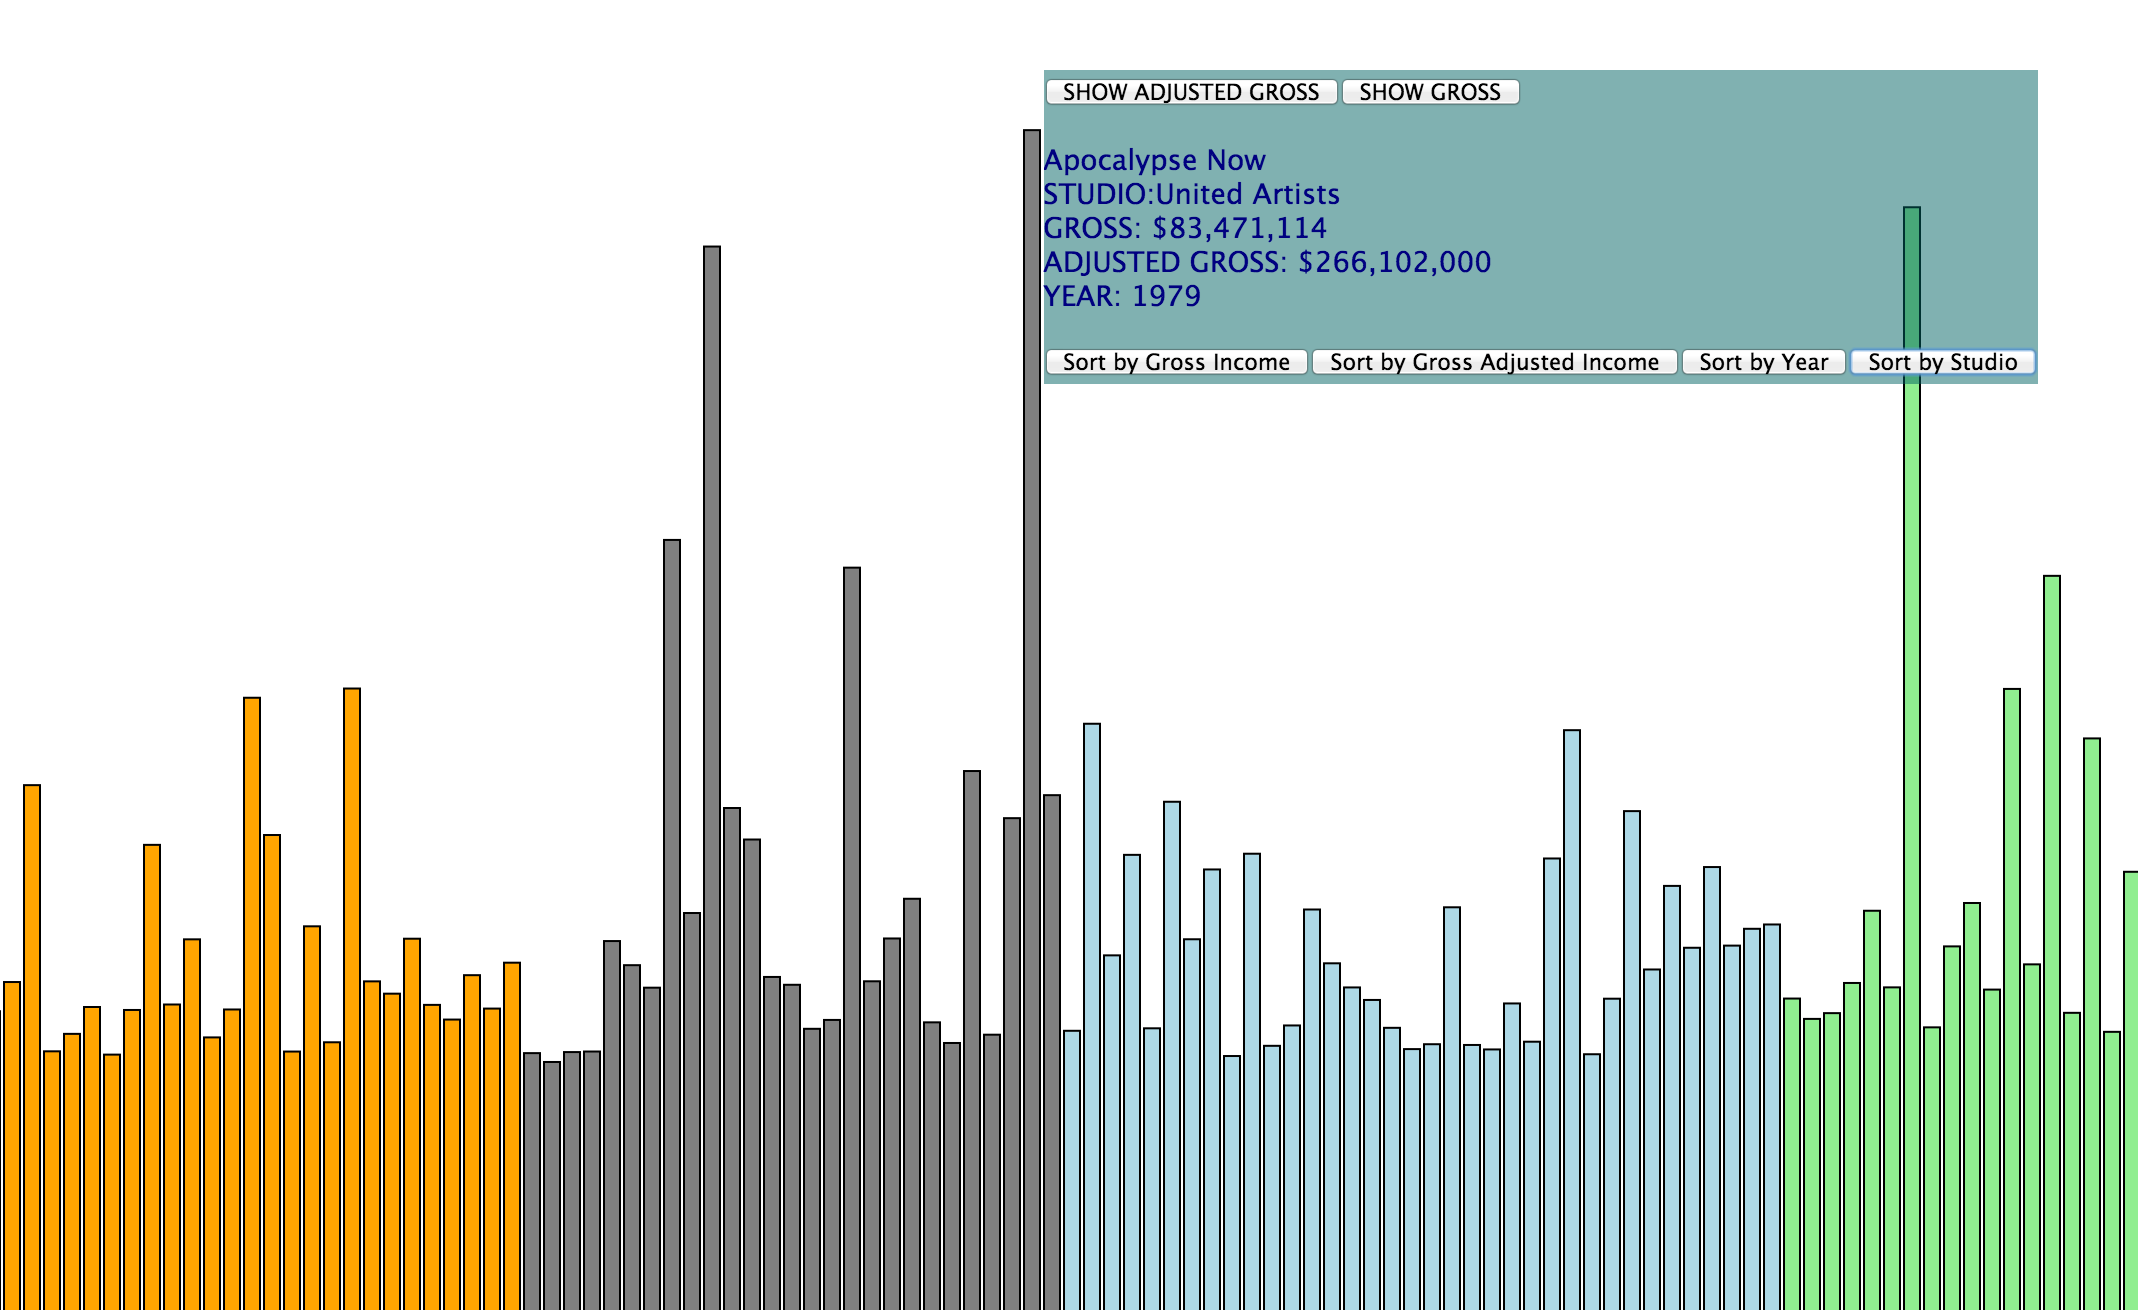 SHOW ADJUSTED GROSS SHOW GROSS
Apocalypse Now
STUDIO:United Artists
GROSS: $83,471,114
ADJUSTED GROSS: $266,102,000
YEAR: 1979
Sort by Gross Income Sort by Gross Adjusted Income Sort by Year Sort by Studio